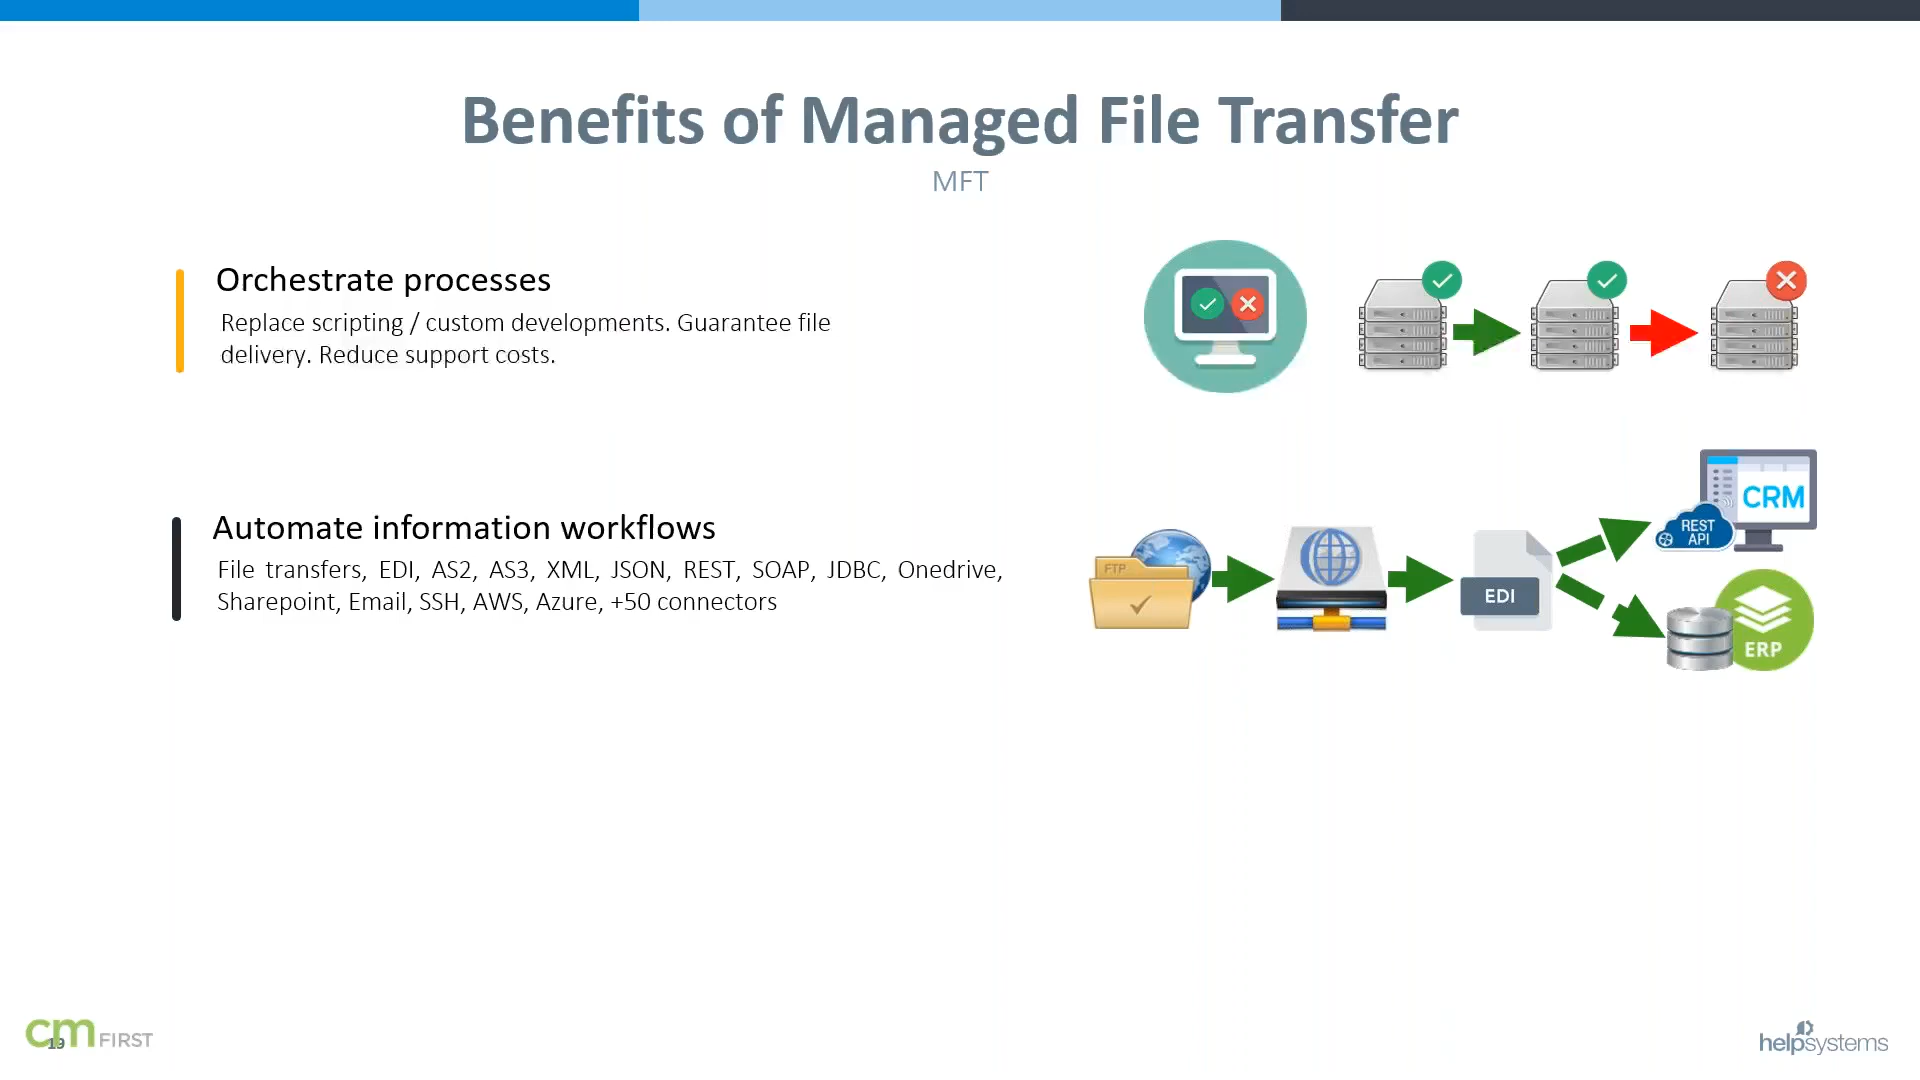 Benefits of Managed File Transfer
MFT
Orchestrate processes
Replace scripting / custom developments. Guarantee file
delivery. Reduce support costs.
Automate information workflows
File transfers, EDI, AS2, AS3, XML, JSON, REST, SOAP, JDBC, Onedrive,
Sharepoint, Email, SSH, AWS, Azure, +50 connectors
FTP
EDI
CRM
REST
API
ERP
cm FIRST
19
helpsystems